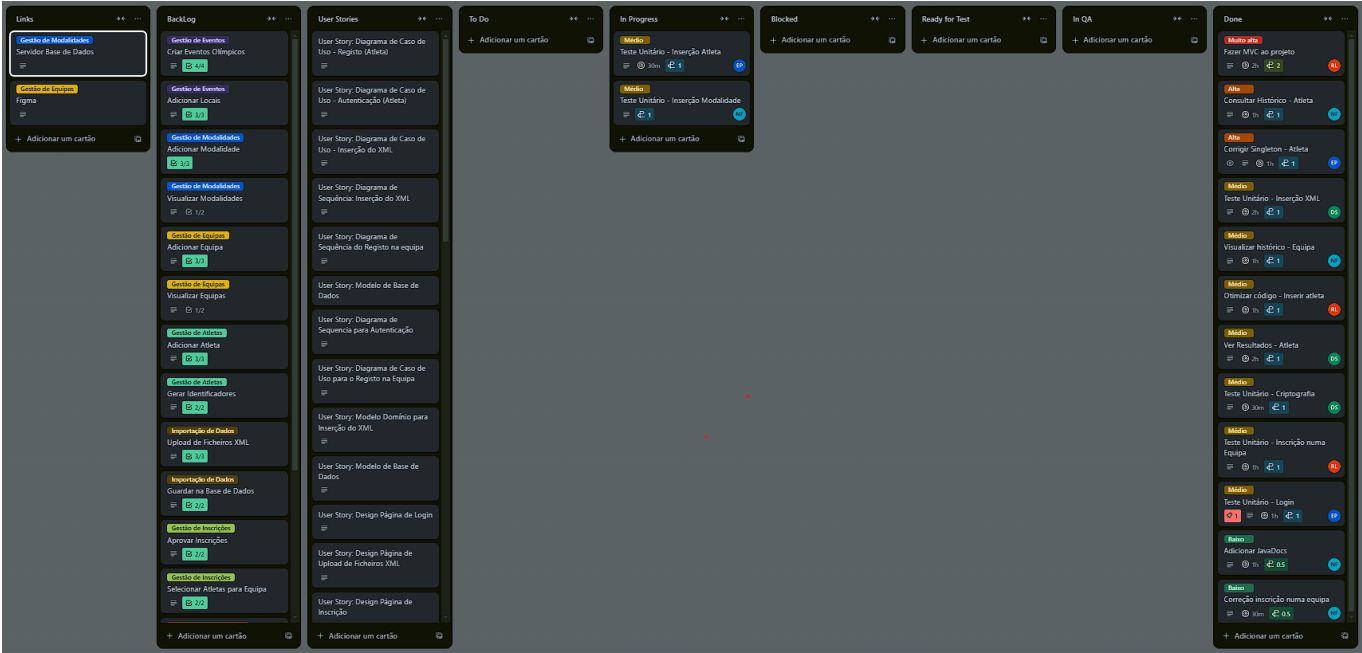 Links
Gestão de Modalidades
Servidor Base de Dados
Gestão de Equipas
Figma
+ Adicionar um cartão
BackLog
Gestão de Eventos
Criar Eventos Olímpicos
4/4
Gestão de Eventos
Adicionar Locais
3/3
Gestão de Modalidades
Adicionar Modalidade
3/3
Gestão de Modalidades
Visualizar Modalidades
1/2
Gestão de Equipas
Adicionar Equipa
3/3
Gestão de Equipas
Visualizar Equipas
1/2
Gestão de Atletas
Adicionar Atleta
3/3
Gestão de Atletas
Gerar Identificadores
2/2
Importação de Dados
Upload de Ficheiros XML
3/3
Importação de Dados
Guardar na Base de Dados
2/2
Gestão de Inscrições
Aprovar Inscrições
2/2
Gestão de Inscrições
Selecionar Atletas para Equipa
2/2
+ Adicionar um cartão
User Stories
User Story: Diagrama de Caso de
Uso - Registo (Atleta)
User Story: Diagrama de Caso de
Uso - Autenticação (Atleta)
User Story: Diagrama de Caso de
Uso - Inserção do XML
User Story: Diagrama de
Sequência: Inserção do XML
User Story: Diagrama de
Sequência do Registo na equipa
User Story: Modelo de Base de
Dados
User Story: Diagrama de
Sequencia para Autenticação
User Story: Diagrama de Caso de
Uso para o Registo na Equipa
User Story: Modelo Domínio para
Inserção do XML
User Story: Modelo de Base de
Dados
User Story: Design Página de Login
User Story: Design Página de
Upload de Ficheiros XML
User Story: Design Página de
Inscrição
+ Adicionar um cartão
To Do
+ Adicionar um cartão
In Progress
Médio
Teste Unitário - Inserção Atleta
30m 1 EP
Médio
Teste Unitário - Inserção Modalidade
1 NF
+ Adicionar um cartão
Blocked
+ Adicionar um cartão
Ready for Test
+ Adicionar um cartão
In QA
+ Adicionar um cartão
Done
Muito alta
Fazer MVC ao projeto
2h 2 RL
Alta
Consultar Histórico - Atleta
1h 1 NF
Alta
Corrigir Singleton - Atleta
1h 1 EP
Médio
Teste Unitário - Inserção XML
2h 1 DS
Médio
Visualizar histórico - Equipa
1h 1 NF
Médio
Otimizar código - Inserir atleta
1h 1 RL
Médio
Ver Resultados - Atleta
2h 1 DS
Médio
Teste Unitário - Criptografia
30m 1 DS
Médio
Teste Unitário - Inscrição numa
Equipa
1h 1 RL
Médio
Teste Unitário - Login
1 1h 1 EP
Baixo
Adicionar JavaDocs
1h 0.5 NF
Baixo
Correção inscrição numa equipa
30m 0.5 NF
+ Adicionar um cartão